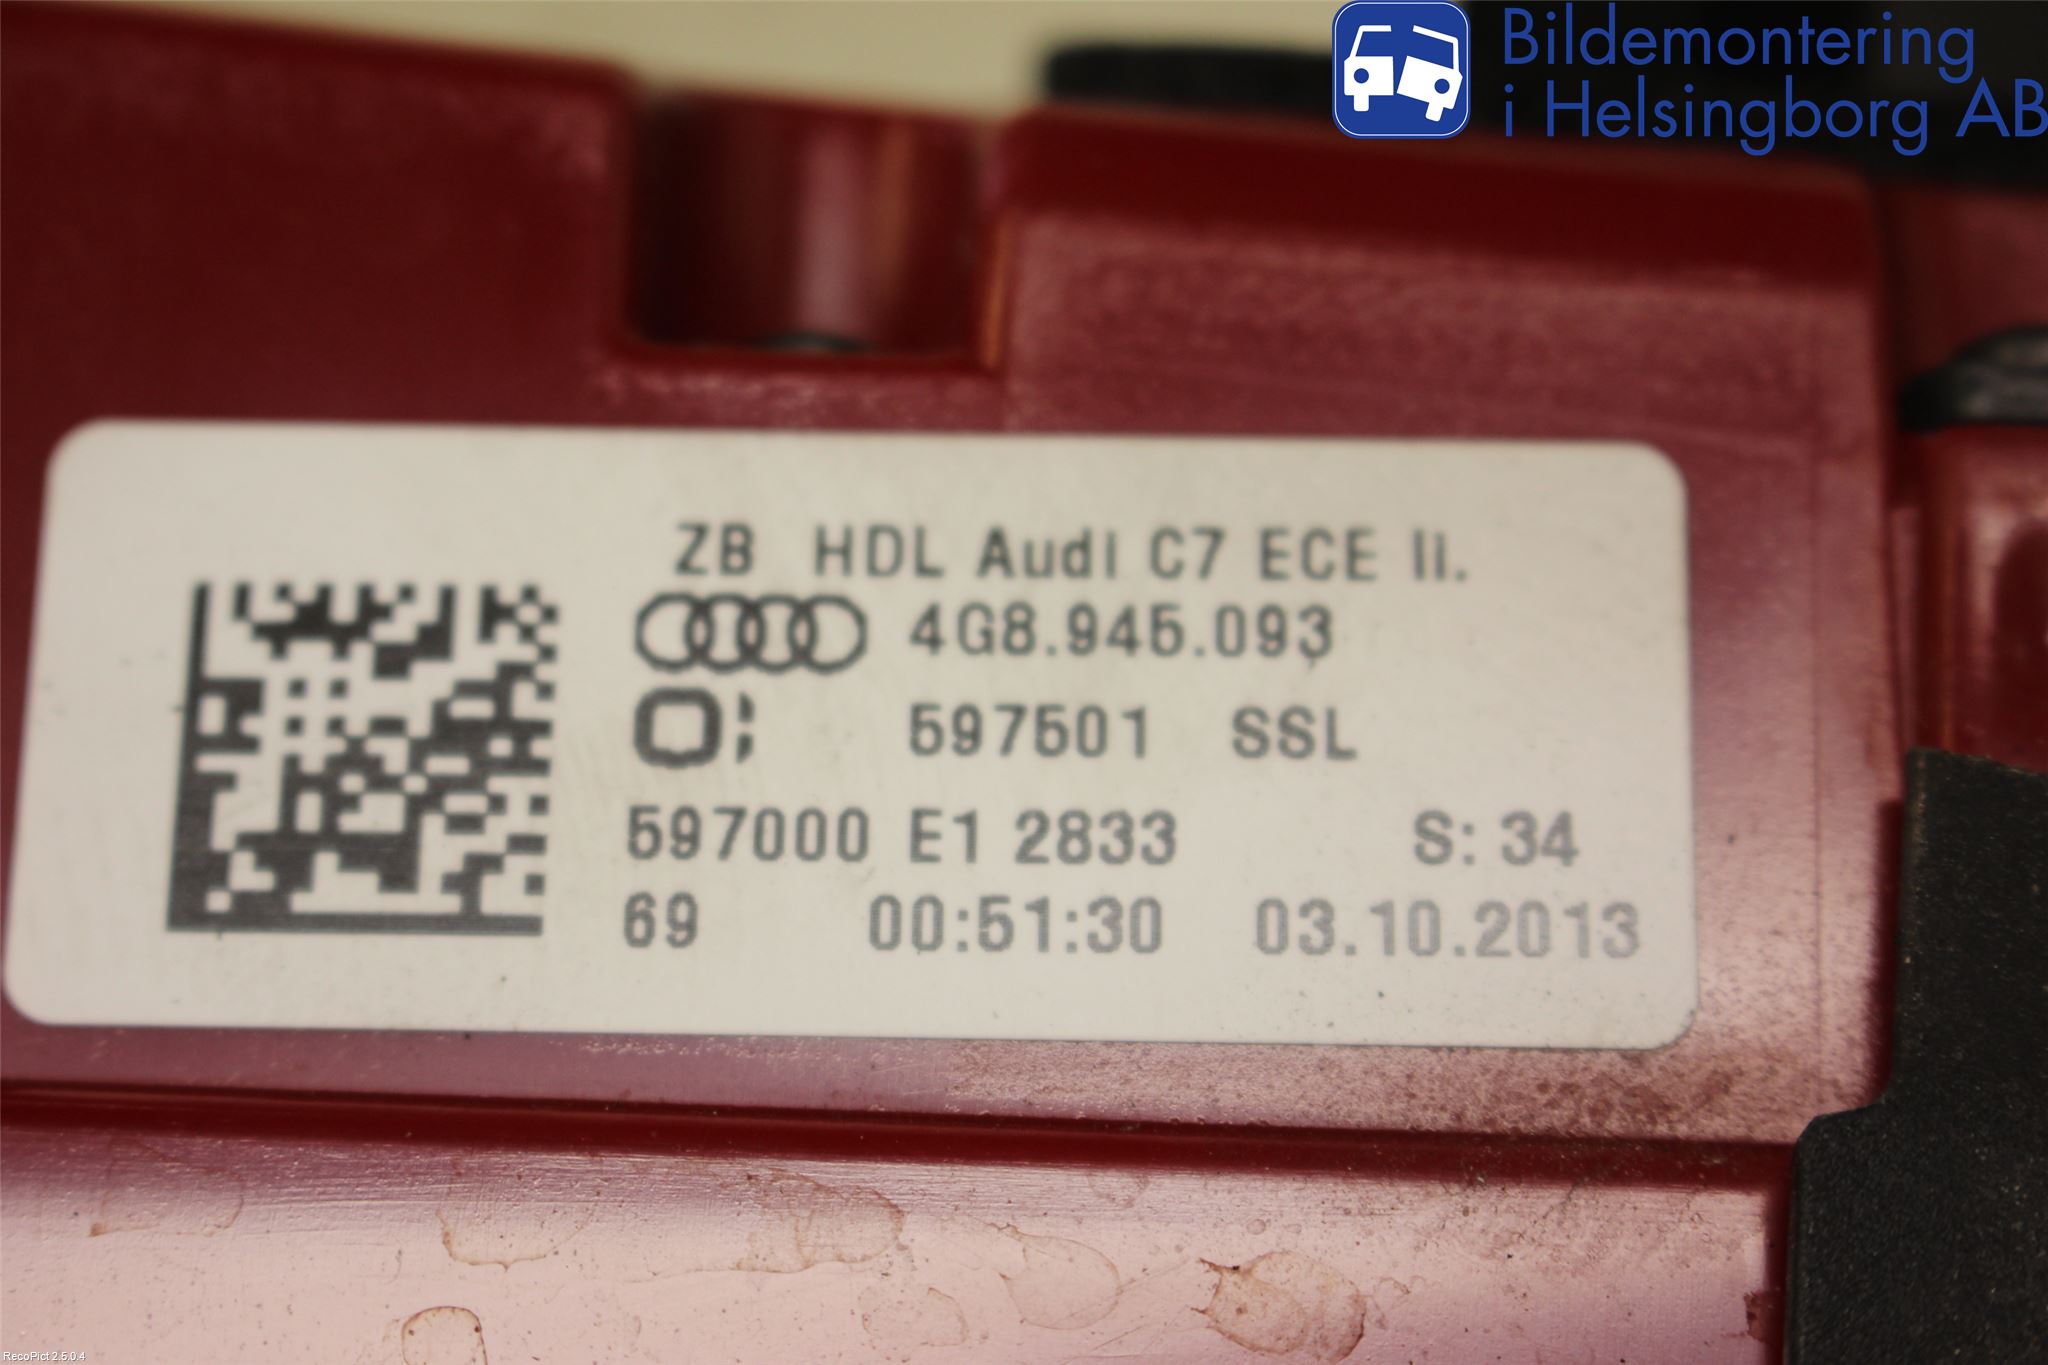 Bildemontering
i Helsingborg AB
ZB HDL Audi C7 ECE li.
4G8.945.093
597501 SSL
597000 E1 2833 S: 34
69 00:51:30 03.10.2013
RecoPict 2.5.0.4